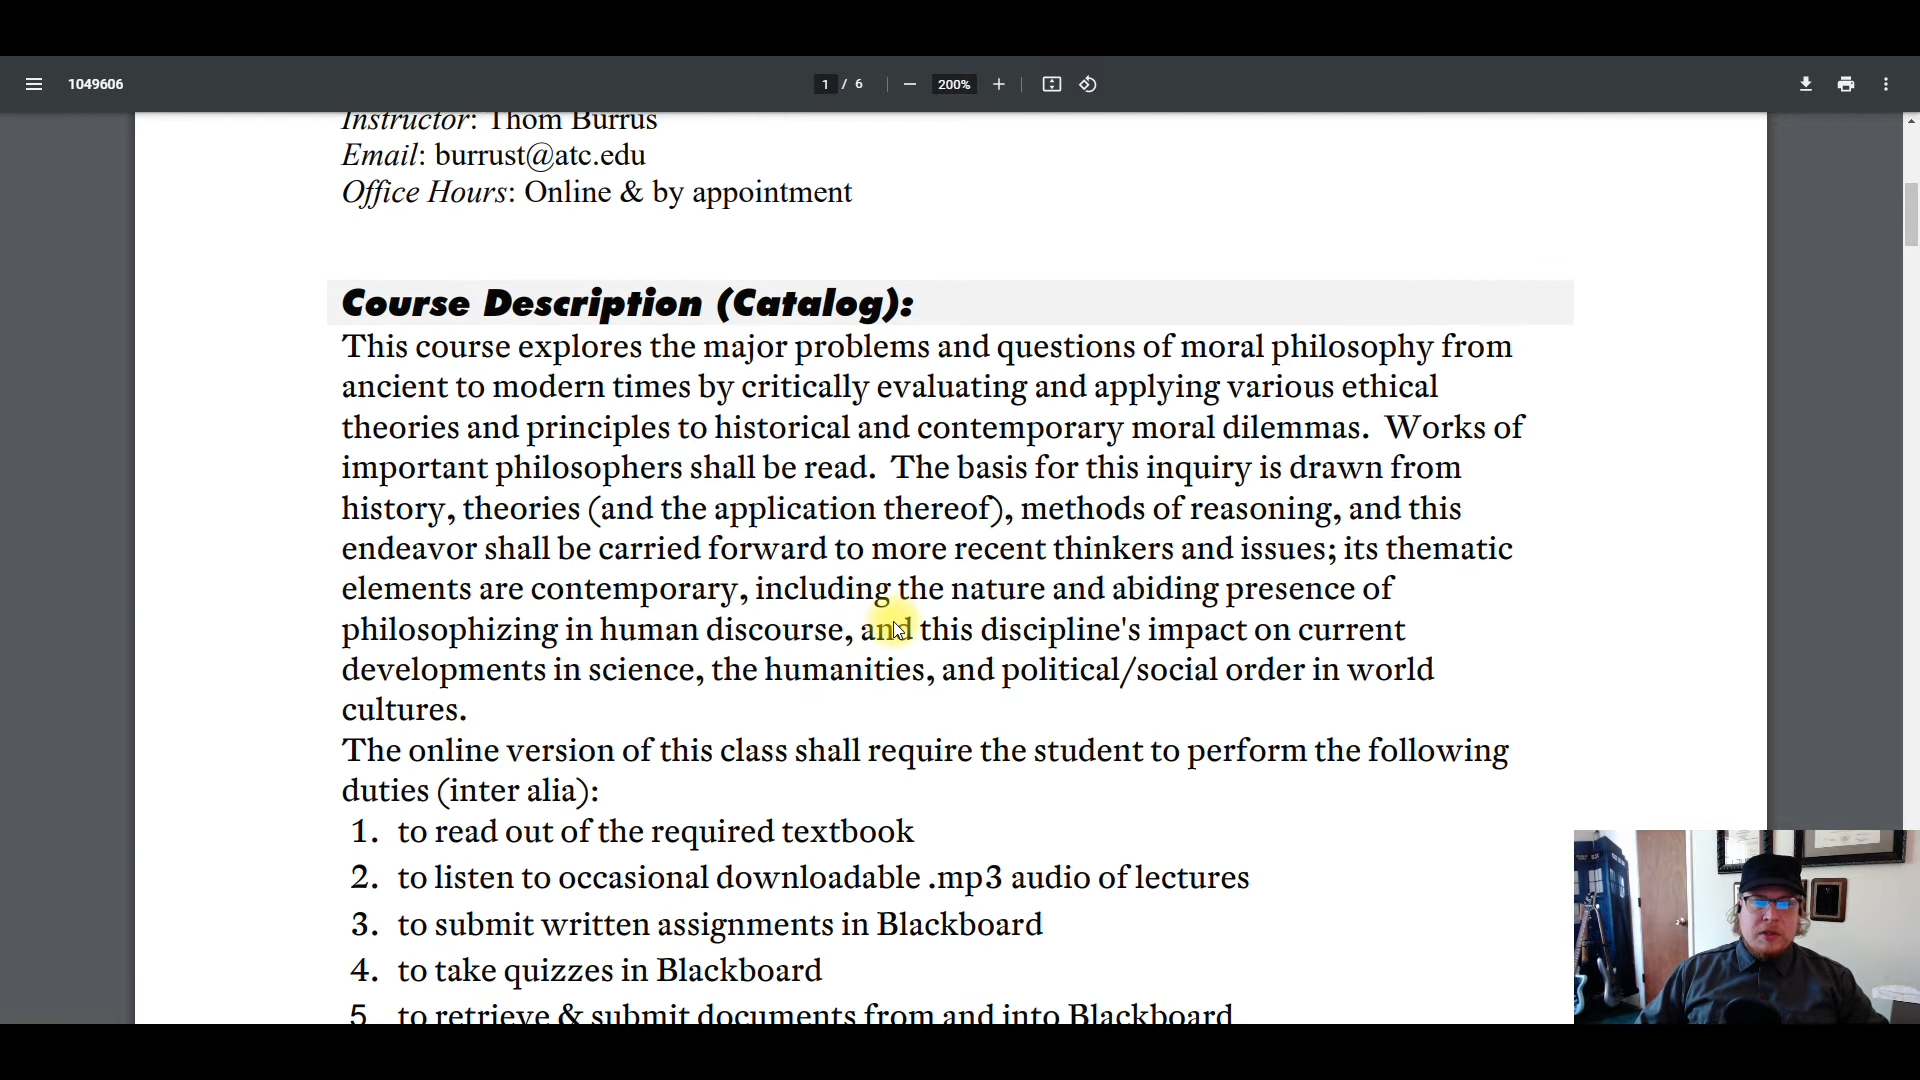 1049606
1 / 6
200%
Instructor: Thom Burrus
Email: burrust@atc.edu
Office Hours: Online & by appointment
Course Description (Catalog):
This course explores the major problems and questions of moral philosophy from
ancient to modern times by critically evaluating and applying various ethical
theories and principles to historical and contemporary moral dilemmas.  Works of
important philosophers shall be read.  The basis for this inquiry is drawn from
history, theories (and the application thereof), methods of reasoning, and this
endeavor shall be carried forward to more recent thinkers and issues; its thematic
elements are contemporary, including the nature and abiding presence of
philosophizing in human discourse, and this discipline's impact on current
developments in science, the humanities, and political/social order in world
cultures.
The online version of this class shall require the student to perform the following
duties (inter alia):
1. to read out of the required textbook
2. to listen to occasional downloadable .mp3 audio of lectures
3. to submit written assignments in Blackboard
4. to take quizzes in Blackboard
5 to retrieve & submit documents from and into Blackboard